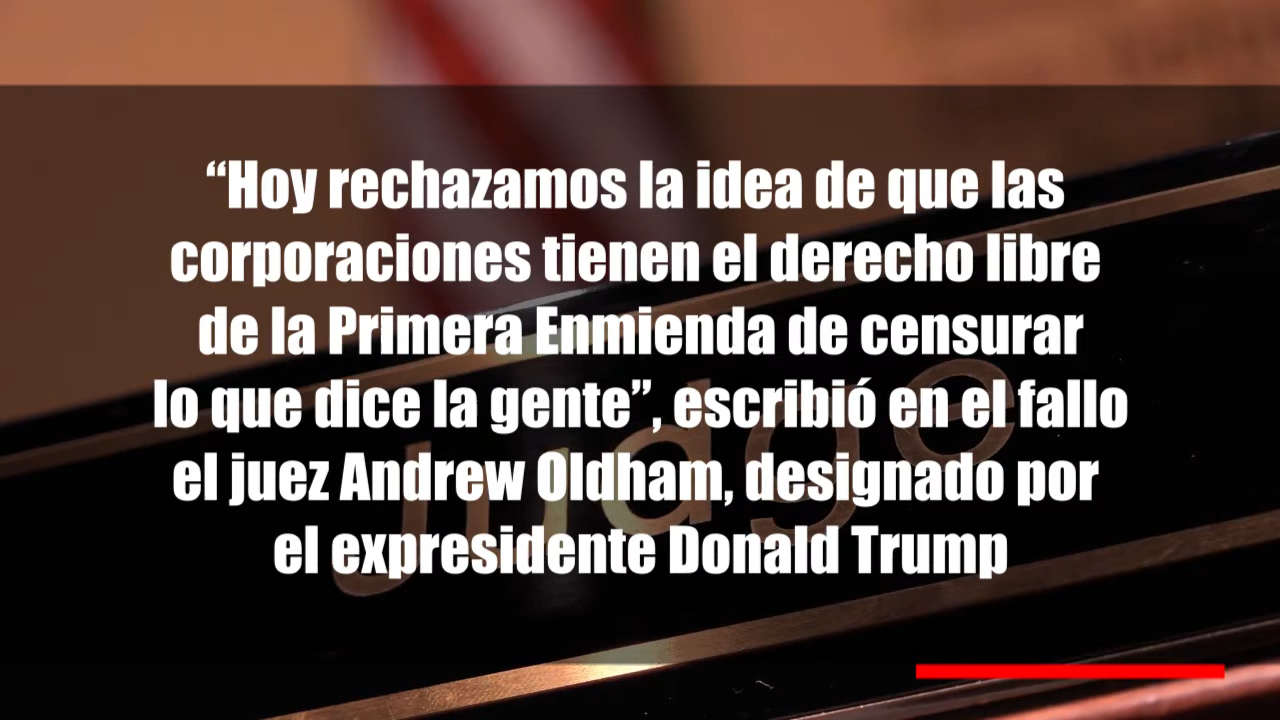 “Hoy rechazamos la idea de que las
corporaciones tienen el derecho libre
de la Primera Enmienda de censurar
lo que dice la gente”, escribió en el fallo
el juez Andrew Oldham, designado por
el expresidente Donald Trump
Judge